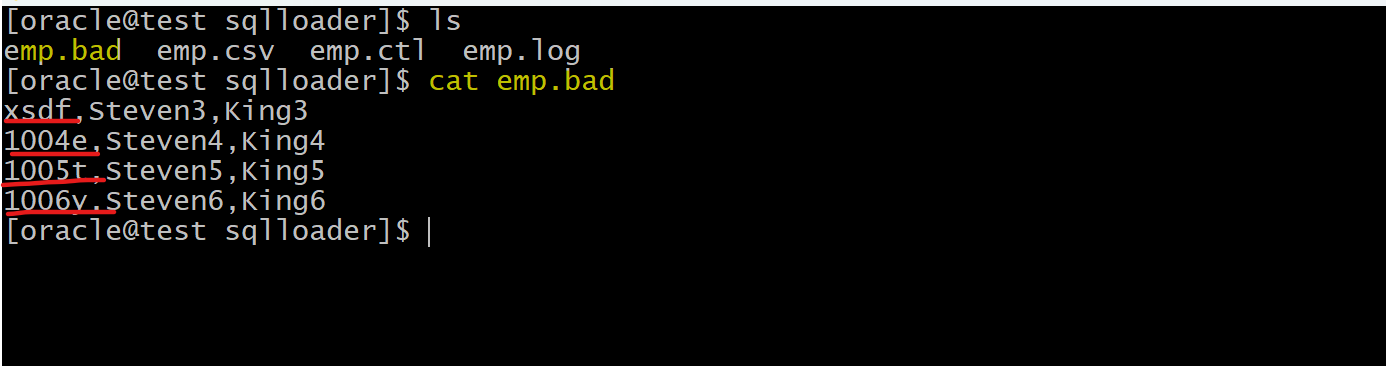 [oracle@test sqlloader]$ ls
emp.bad  emp.csv  emp.ctl  emp.log
[oracle@test sqlloader]$ cat emp.bad
xsdf,Steven3,King3
1004e,Steven4,King4
1005t,Steven5,King5
1006y,Steven6,King6
[oracle@test sqlloader]$